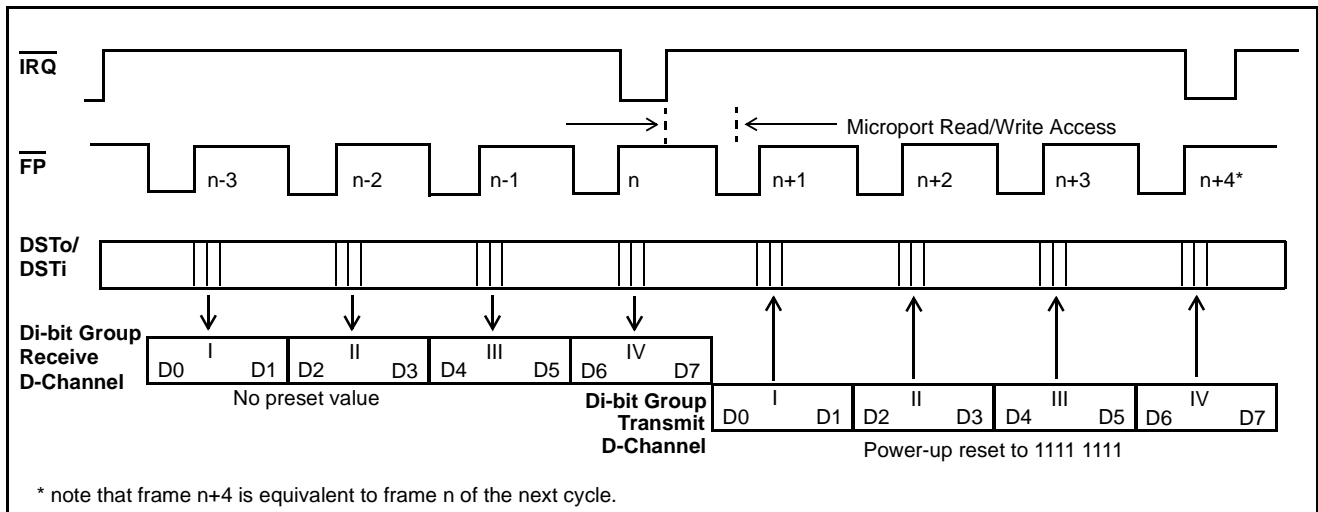 IRQ
Microport Read/Write Access
FP
n-3 n-2 n-1 n n+1 n+2 n+3 n+4*
DSTo/
DSTi
Di-bit Group
Receive
D-Channel
I II III IV
D0 D1 D2 D3 D4 D5 D6 D7
No preset value
Di-bit Group
Transmit
D-Channel
I II III IV
D0 D1 D2 D3 D4 D5 D6 D7
Power-up reset to 1111 1111
* note that frame n+4 is equivalent to frame n of the next cycle.